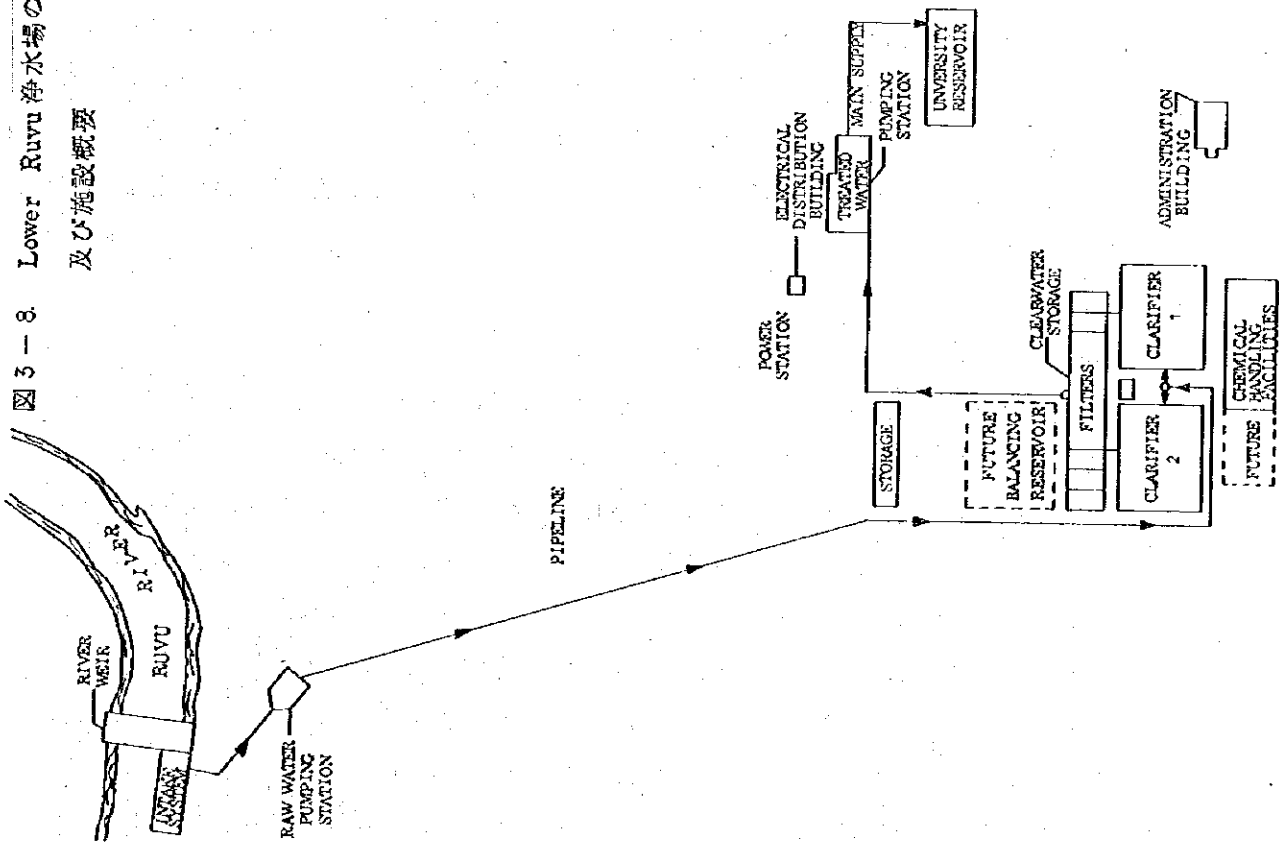 図3-8. Lower Ruvu 浄水場の
及び施設概要
RIVER
WEIR
RUVU RIVER
INTAKE
RAW WATER
PUMPING
STATION
PIPELINE
POWER
STATION
ELECTRICAL
DISTRIBUTION
BUILDING
TREATED
WATER
MAIN SUPPLY
PUMPING
STATION
UNVERSITY
RESERVOIR
STORAGE
FUTURE
BALANCING
RESERVOIR
CLEARWATER
STORAGE
FILTERS
CLARIFIER
2
CLARIFIER
1
FUTURE
CHEMICAL
HANDLING
FACILITIES
ADMINISTRATION
BUILDING